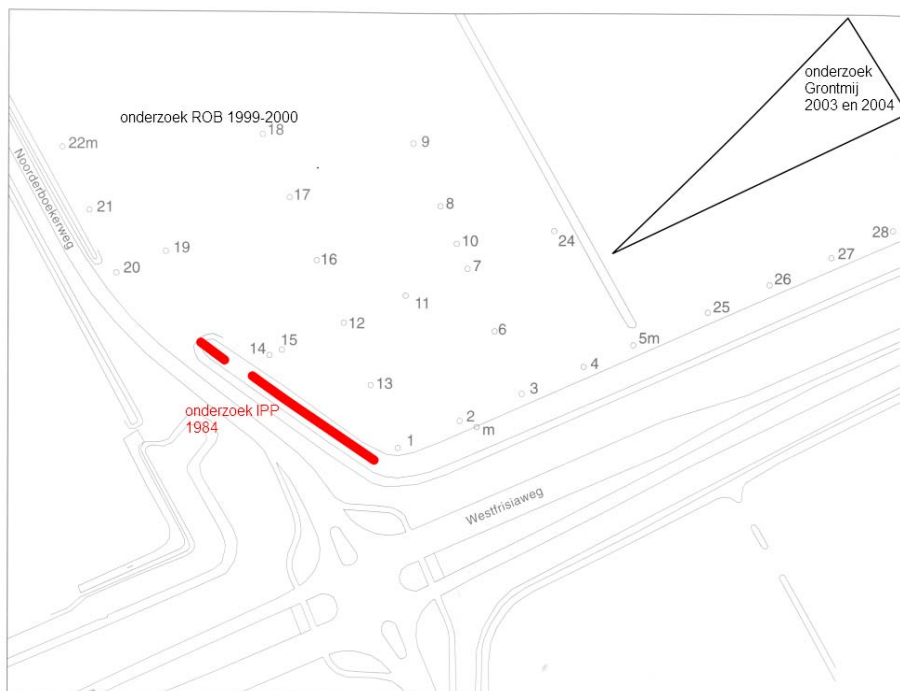 onderzoek
Grontmij
2003 en 2004
onderzoek ROB 1999-2000
18
9
22m
17
8
21
Noorderboekerweg
24
28
19
10
16
7
27
20
26
11
25
12
6
15
5m
14
4
13
3
onderzoek IPP
1984
2
m
1
Westfrisiaweg